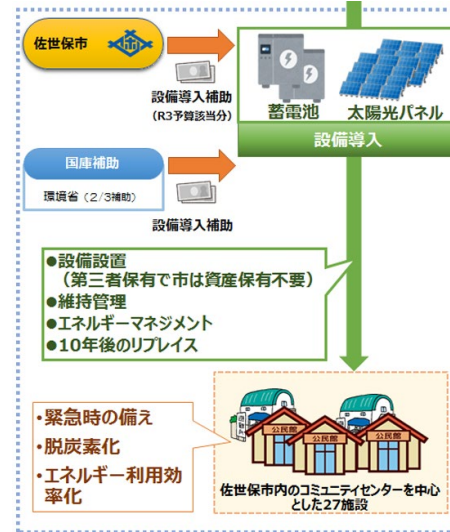 佐世保市
設備導入補助
（R3予算該当分）
蓄電池
太陽光パネル
設備導入
国庫補助
環境省（2/3補助）
設備導入補助
●設備設置
（第三者保有で市は資産保有不要）
●維持管理
●エネルギーマネジメント
●10年後のリプレイス
・緊急時の備え
・脱炭素化
・エネルギー利用効
率化
公民館
公民館
公民館
佐世保市内のコミュニティセンターを中心
とした27施設